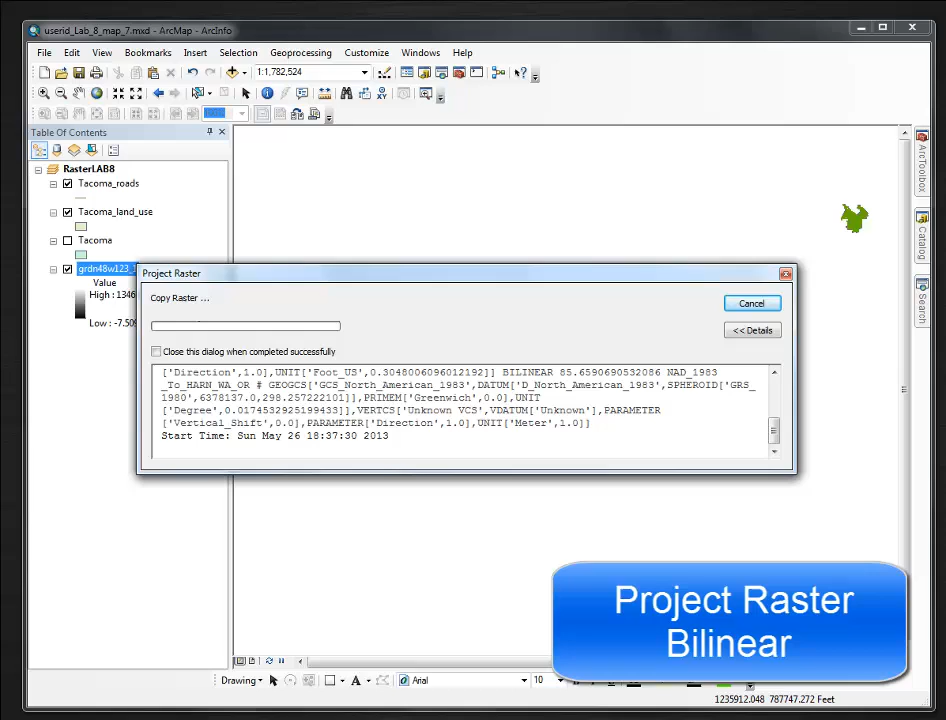 userid_Lab_8_map_7.mxd - ArcMap - ArcInfo
File Edit View Bookmarks Insert Selection Geoprocessing Customize Windows Help
1:1,782,524
Table Of Contents
RasterLAB8
Tacoma_roads
Tacoma_land_use
Tacoma
grdn48w123_1
Value
High : 1346
Low : -7.509
ArcToolbox
Catalog
Search
Project Raster
Copy Raster ...
Cancel
<< Details
Close this dialog when completed successfully
['Direction',1.0],UNIT['Foot_US',0.3048006096012192]] BILINEAR 85.6590690532086 NAD_1983
_To_HARN_WA_OR # GEOGCS['GCS_North_American_1983',DATUM['D_North_American_1983',SPHEROID['GRS_
1980',6378137.0,298.257222101]],PRIMEM['Greenwich',0.0],UNIT
['Degree',0.0174532925199433]],VERTCS['Unknown VCS',VDATUM['Unknown'],PARAMETER
['Vertical_Shift',0.0],PARAMETER['Direction',1.0],UNIT['Meter',1.0]]
Start Time: Sun May 26 18:37:30 2013
Project Raster
Bilinear
Drawing
A
Arial
10
1235912.048 787747.272 Feet